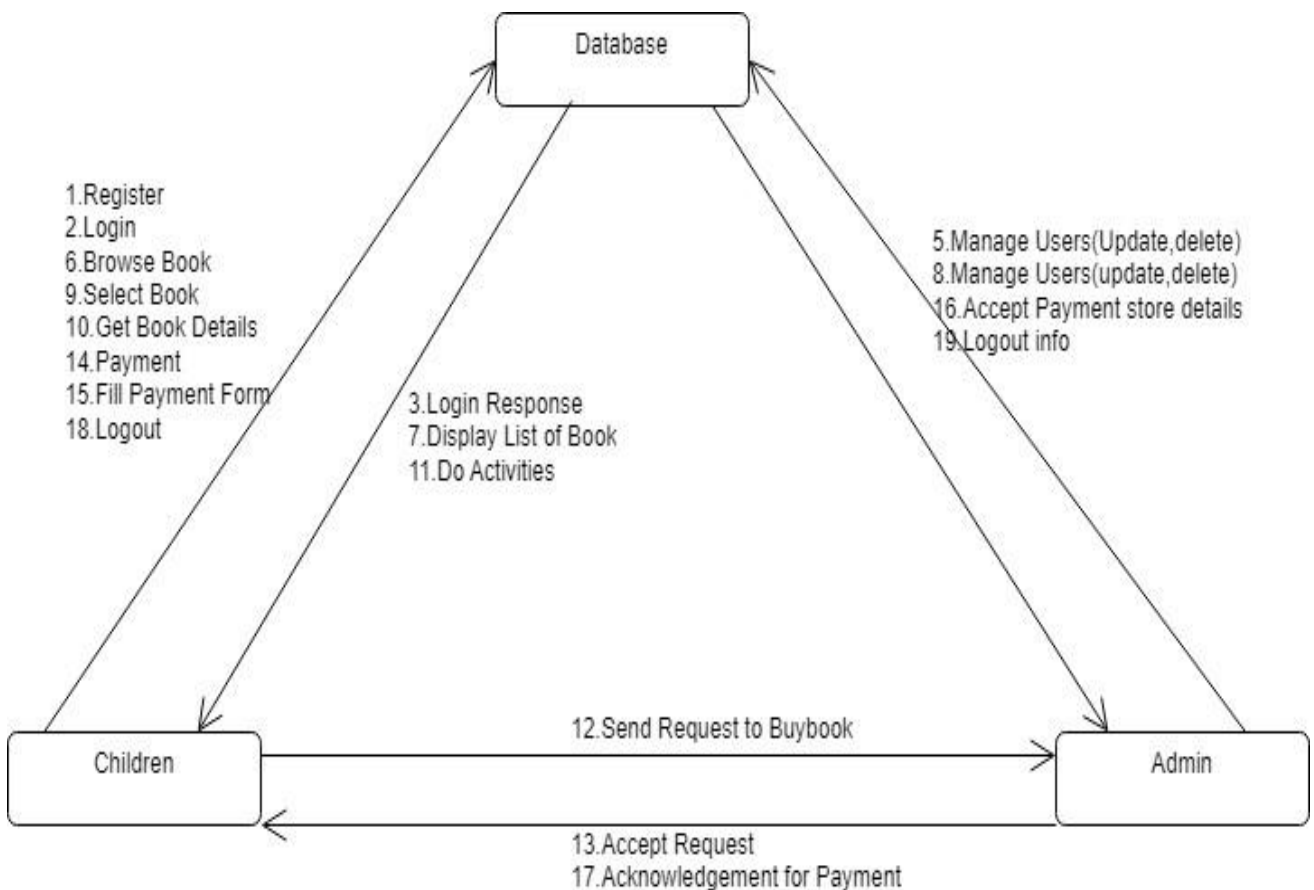 Database
1.Register
2.Login
6.Browse Book
9.Select Book
10.Get Book Details
14.Payment
15.Fill Payment Form
18.Logout
3.Login Response
7.Display List of Book
11.Do Activities
5.Manage Users(Update,delete)
8.Manage Users(update,delete)
16.Accept Payment store details
19.Logout info
Children
12.Send Request to Buybook
Admin
13.Accept Request
17.Acknowledgement for Payment